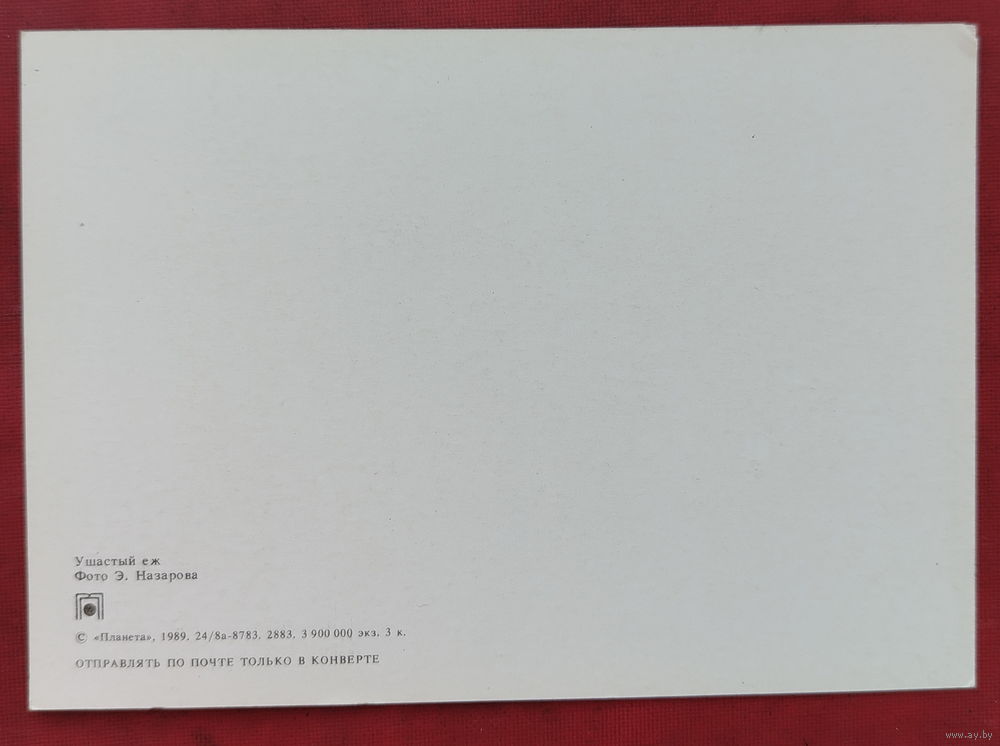 Ушастый еж
Фото Э. Назарова
© «Планета», 1989. 24/8а-8783. 2883. 3 900 000 экз. 3 к.
ОТПРАВЛЯТЬ ПО ПОЧТЕ ТОЛЬКО В КОНВЕРТЕ
www.ay.by